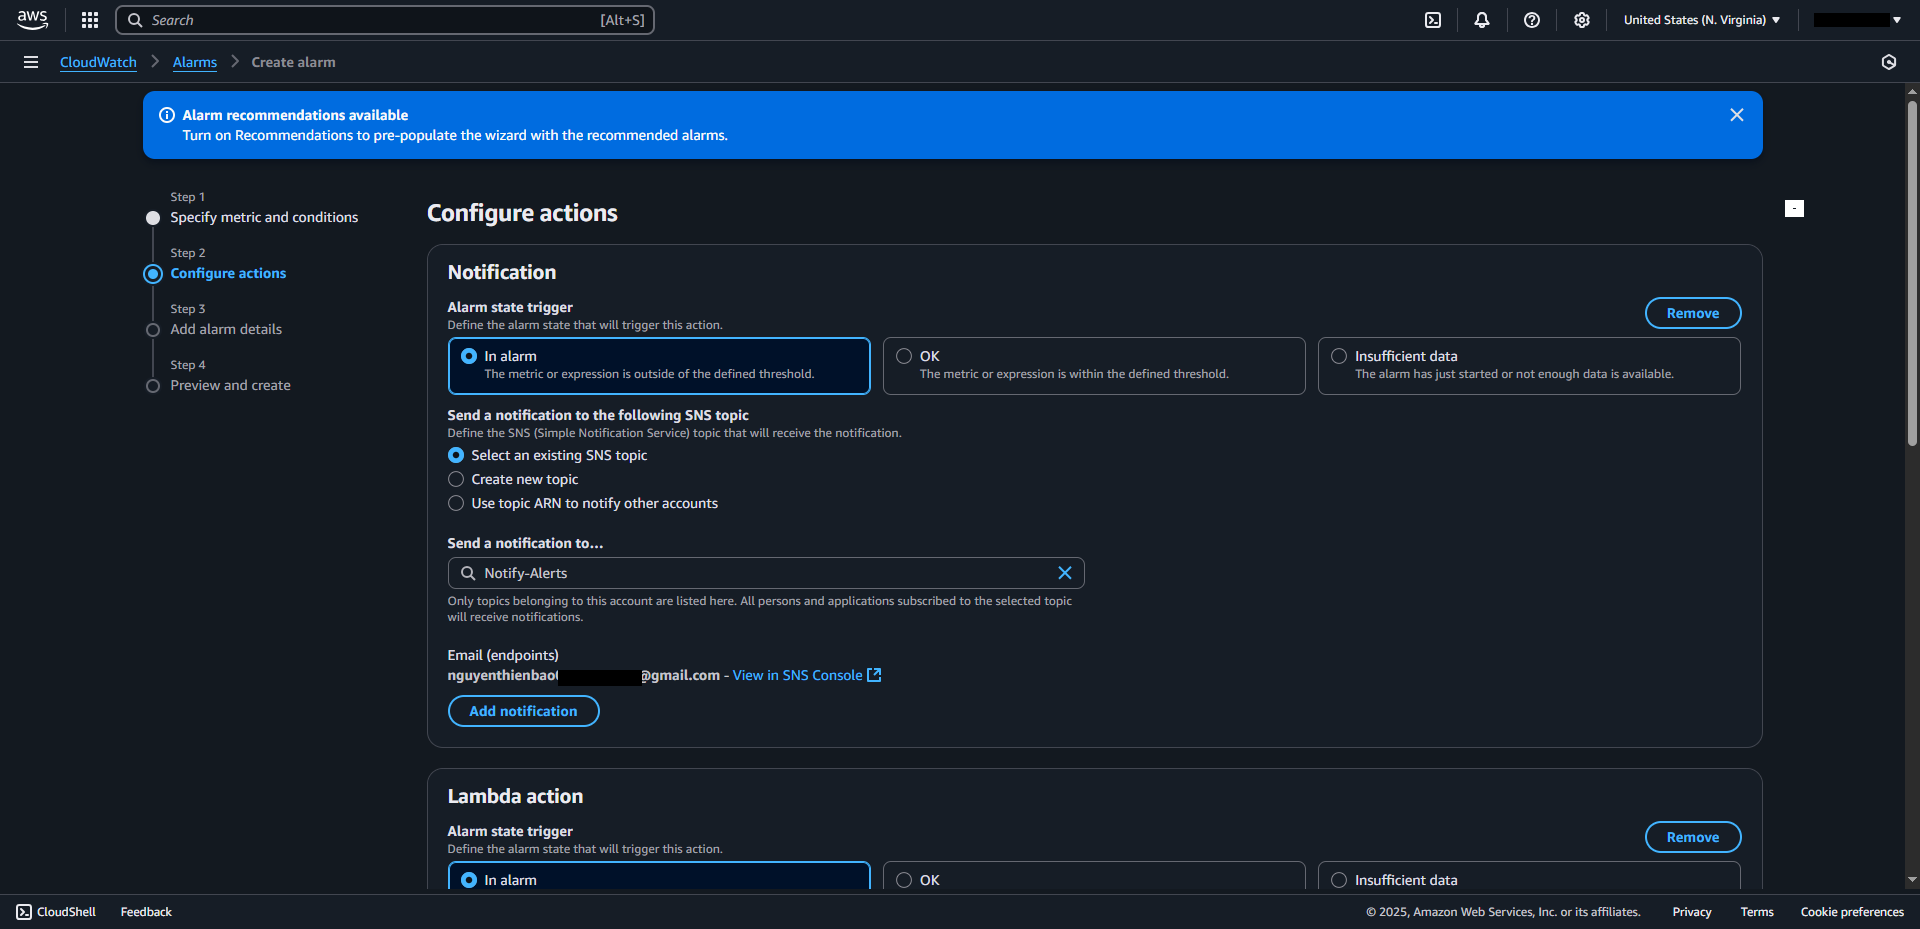 aws
Search [Alt+S]
United States (N. Virginia)
CloudWatch Alarms Create alarm
Alarm recommendations available
Turn on Recommendations to pre-populate the wizard with the recommended alarms.
Step 1
Specify metric and conditions
Step 2
Configure actions
Step 3
Add alarm details
Step 4
Preview and create
Configure actions
-
Notification
Alarm state trigger
Define the alarm state that will trigger this action.
Remove
In alarm
The metric or expression is outside of the defined threshold.
OK
The metric or expression is within the defined threshold.
Insufficient data
The alarm has just started or not enough data is available.
Send a notification to the following SNS topic
Define the SNS (Simple Notification Service) topic that will receive the notification.
Select an existing SNS topic
Create new topic
Use topic ARN to notify other accounts
Send a notification to...
Notify-Alerts
Only topics belonging to this account are listed here. All persons and applications subscribed to the selected topic
will receive notifications.
Email (endpoints)
nguyenthienbao @gmail.com - View in SNS Console
Add notification
Lambda action
Alarm state trigger
Define the alarm state that will trigger this action.
Remove
In alarm
OK
Insufficient data
CloudShell Feedback © 2025, Amazon Web Services, Inc. or its affiliates. Privacy Terms Cookie preferences